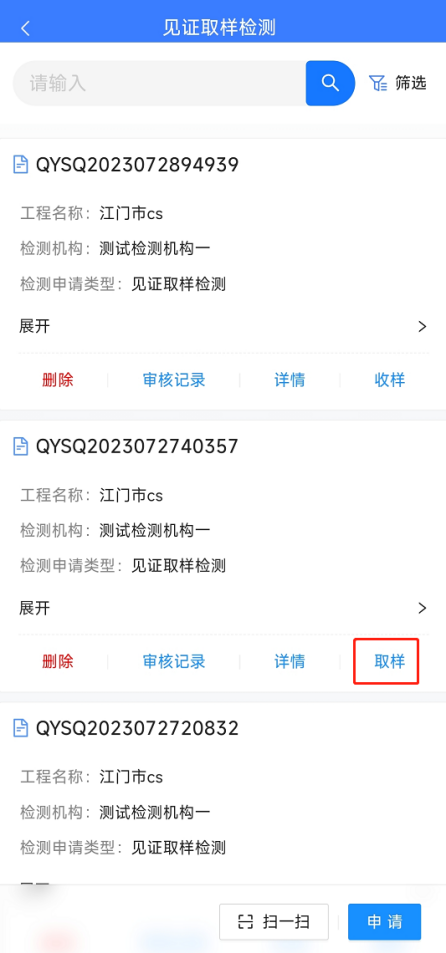 见证取样检测
请输入
筛选
QYSQ2023072894939
工程名称：江门市cs
检测机构：测试检测机构一
检测申请类型：见证取样检测
展开
删除 审核记录 详情 收样
QYSQ2023072740357
工程名称：江门市cs
检测机构：测试检测机构一
检测申请类型：见证取样检测
展开
删除 审核记录 详情 取样
QYSQ2023072720832
工程名称：江门市cs
检测机构：测试检测机构一
检测申请类型：见证取样检测
扫一扫 申请